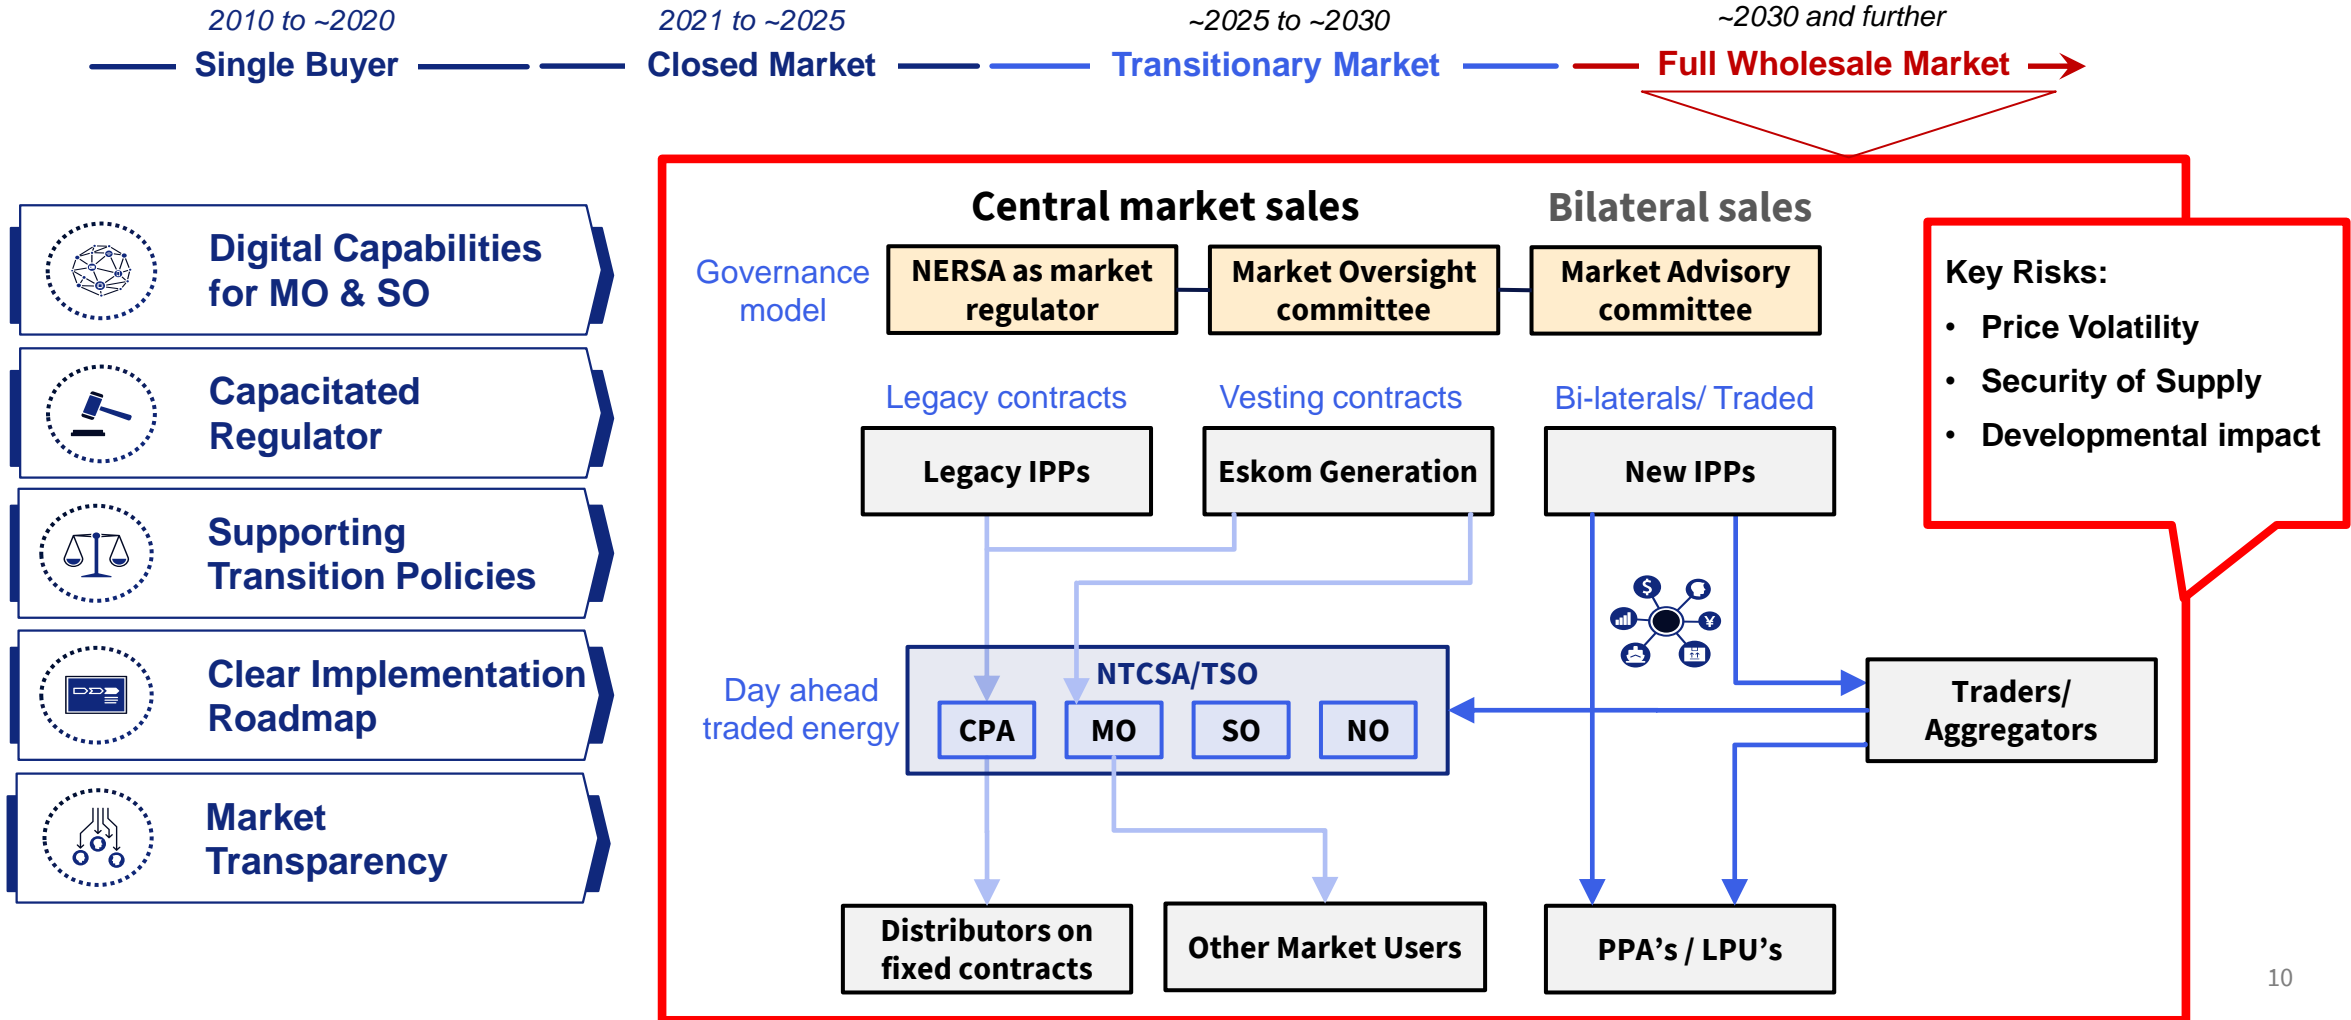 2010 to ~2020
2021 to ~2025
~2025 to ~2030
~2030 and further
Single Buyer
Closed Market
Transitionary Market
Full Wholesale Market
Digital Capabilities
for MO & SO
Capacitated
Regulator
Supporting
Transition Policies
Clear Implementation
Roadmap
Market
Transparency
Central market sales
Bilateral sales
Governance
model
NERSA as market
regulator
Market Oversight
committee
Market Advisory
committee
Legacy contracts
Vesting contracts
Bi-laterals/ Traded
Legacy IPPs
Eskom Generation
New IPPs
$
¥
Day ahead
traded energy
NTCSA/TSO
CPA
MO
SO
NO
Traders/
Aggregators
Distributors on
fixed contracts
Other Market Users
PPA’s / LPU’s
Key Risks:
• Price Volatility
• Security of Supply
• Developmental impact
10